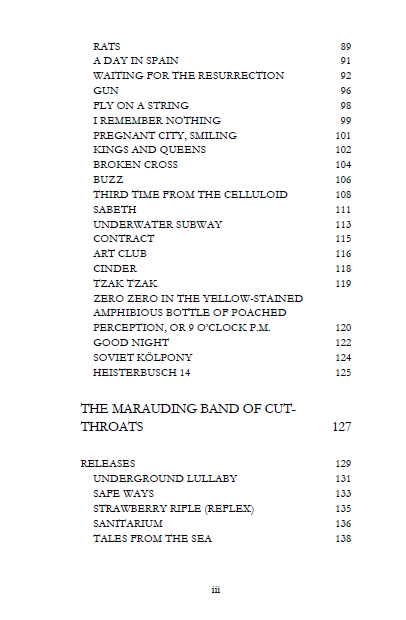 RATS 89
A DAY IN SPAIN 91
WAITING FOR THE RESURRECTION 92
GUN 96
FLY ON A STRING 98
I REMEMBER NOTHING 99
PREGNANT CITY, SMILING 101
KINGS AND QUEENS 102
BROKEN CROSS 104
BUZZ 106
THIRD TIME FROM THE CELLULOID 108
SABETH 111
UNDERWATER SUBWAY 113
CONTRACT 115
ART CLUB 116
CINDER 118
TZAK TZAK 119
ZERO ZERO IN THE YELLOW-STAINED
AMPHIBIOUS BOTTLE OF POACHED
PERCEPTION, OR 9 O'CLOCK P.M. 120
GOOD NIGHT 122
SOVIET KÖLPONY 124
HEISTERBUSCH 14 125
THE MARAUDING BAND OF CUT-
THROATS 127
RELEASES 129
UNDERGROUND LULLABY 131
SAFE WAYS 133
STRAWBERRY RIFLE (REFLEX) 135
SANITARIUM 136
TALES FROM THE SEA 138
iii